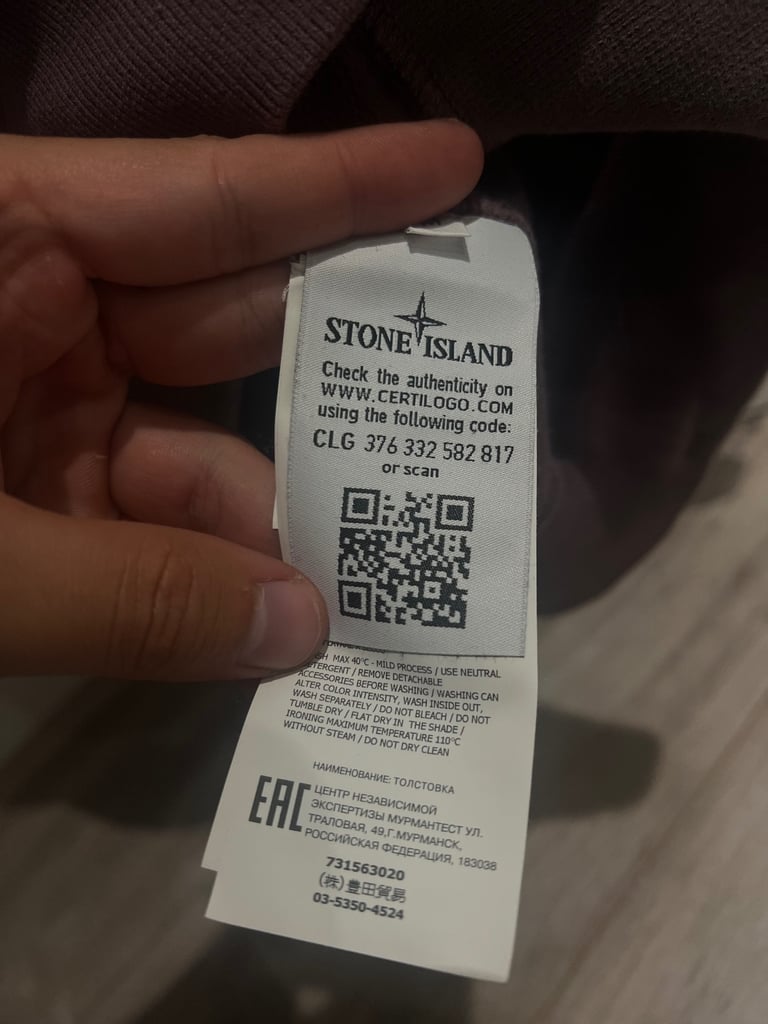 STONE ISLAND
Check the authenticity on
WWW.CERTILOGO.COM
using the following code:
CLG 376 332 582 817
or scan
MAX 40°C - MILD PROCESS / USE NEUTRAL
DETERGENT / REMOVE DETACHABLE
ACCESSORIES BEFORE WASHING / WASHING CAN
ALTER COLOR INTENSITY, WASH INSIDE OUT,
WASH SEPARATELY / DO NOT BLEACH / DO NOT
TUMBLE DRY / FLAT DRY IN THE SHADE /
IRONING MAXIMUM TEMPERATURE 110°C
WITHOUT STEAM / DO NOT DRY CLEAN
НАИМЕНОВАНИЕ: ТОЛСТОВКА
EAC
ЦЕНТР НЕЗАВИСИМОЙ
ЭКСПЕРТИЗЫ МУРМАНТЕСТ УЛ.
ТРАЛОВАЯ, 49,Г.МУРМАНСК,
РОССИЙСКАЯ ФЕДЕРАЦИЯ, 183038
731563020
(株)豊田貿易
03-5350-4524